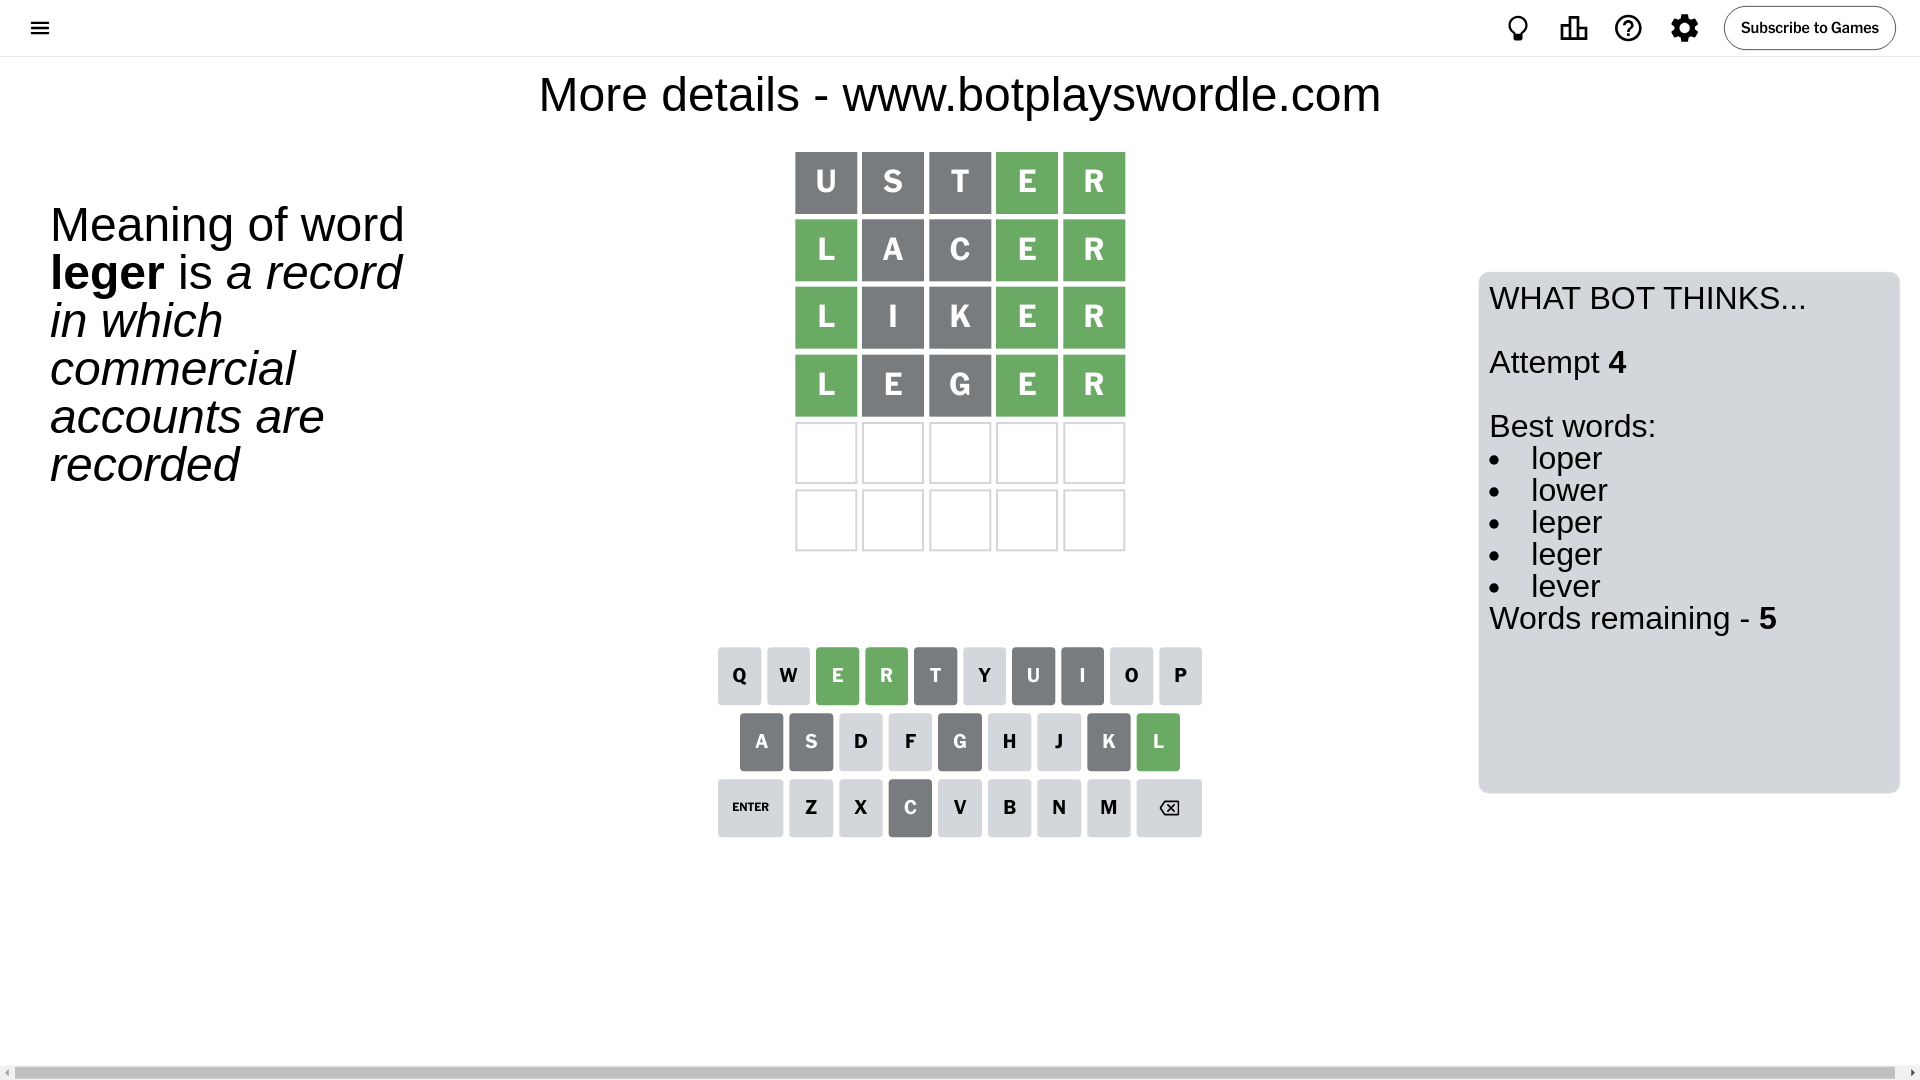 Subscribe to Games
More details - www.botplayswordle.com
Meaning of word
leger is a record
in which
commercial
accounts are
recorded
U S T E R
L A C E R
L I K E R
L E G E R
WHAT BOT THINKS...
Attempt 4
Best words:
• loper
• lower
• leper
• leger
• lever
Words remaining - 5
Q W E R T Y U I O P
A S D F G H J K L
ENTER Z X C V B N M